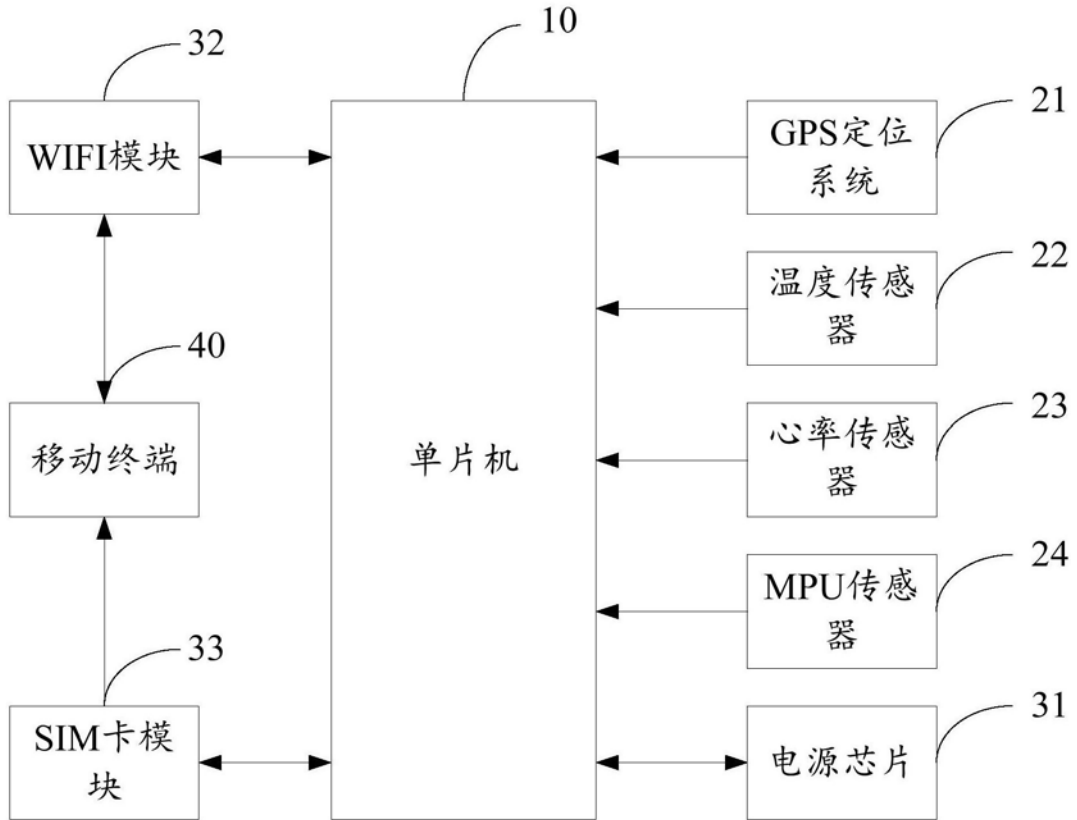 32
10
21
WIFI模块
GPS定位
系统
22
温度传感
器
40
23
移动终端
单片机
心率传感
器
24
MPU传感
器
33
31
SIM卡模
块
电源芯片